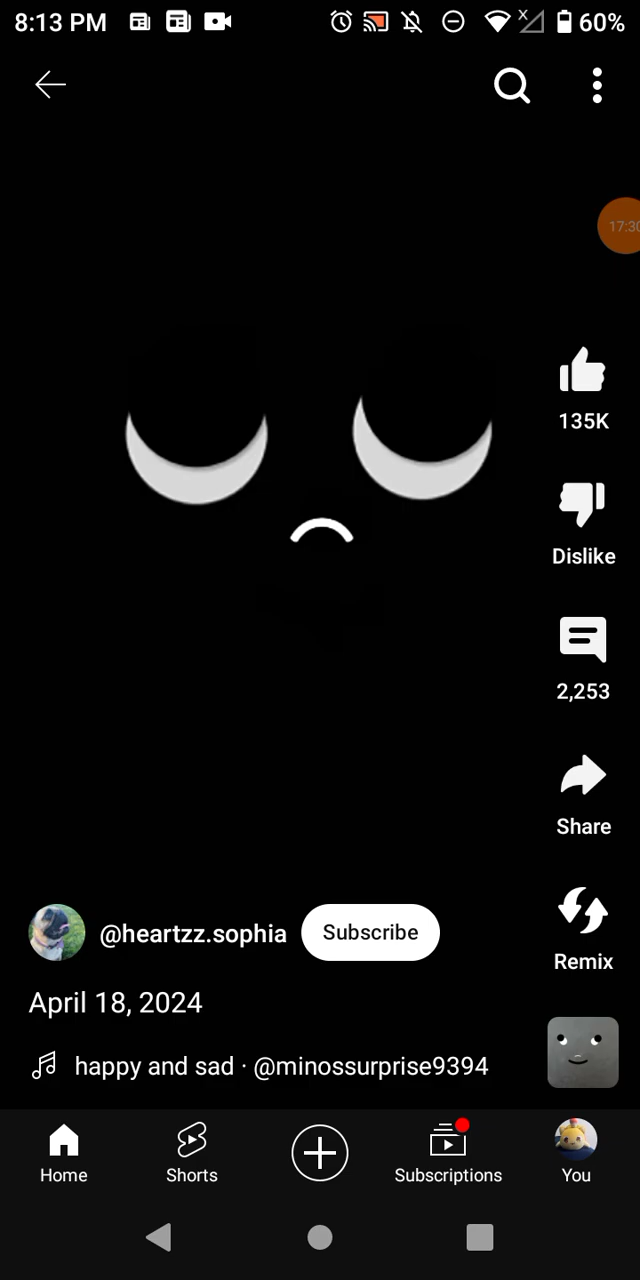 8:13 PM
60%
135K
Dislike
2,253
Share
@heartzz.sophia
Subscribe
Remix
April 18, 2024
happy and sad · @minossurprise9394
Home
Shorts
Subscriptions
You